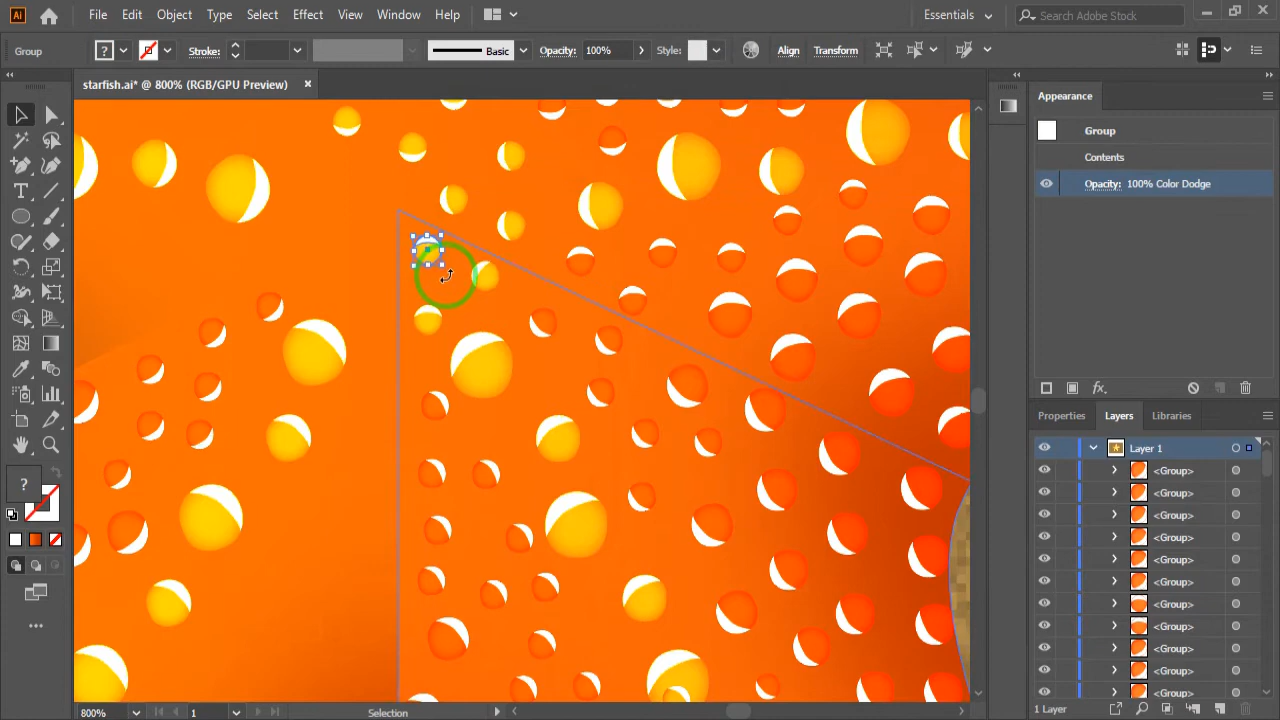 Ai File Edit Object Type Select Effect View Window Help Essentials Search Adobe Stock
Group ? Stroke: Basic Opacity: 100% Style: Align Transform
starfish.ai* @ 800% (RGB/GPU Preview) ×
Appearance
Group
Contents
Opacity: 100% Color Dodge
fx
Properties Layers Libraries
Layer 1
<Group>
<Group>
<Group>
<Group>
<Group>
<Group>
<Group>
<Group>
<Group>
<Group>
<Group>
?
1 Layer
800% 1 Selection